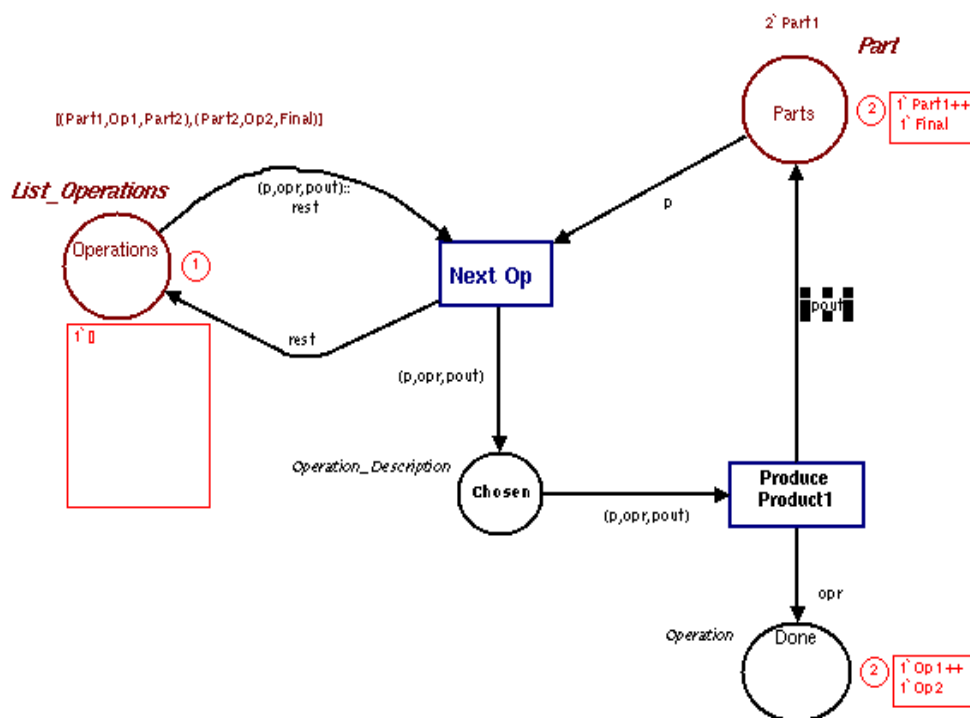 2`Part1
Part
Parts
2
1`Part1++
1`Final
[(Part1,Op1,Part2),(Part2,Op2,Final)]
List_Operations
Operations
1
1`[]
(p,opr,pout)::
rest
p
Next Op
rest
(p,opr,pout)
pout
Operation_Description
Chosen
(p,opr,pout)
Produce
Product1
opr
Operation
Done
2
1`Op1++
1`Op2